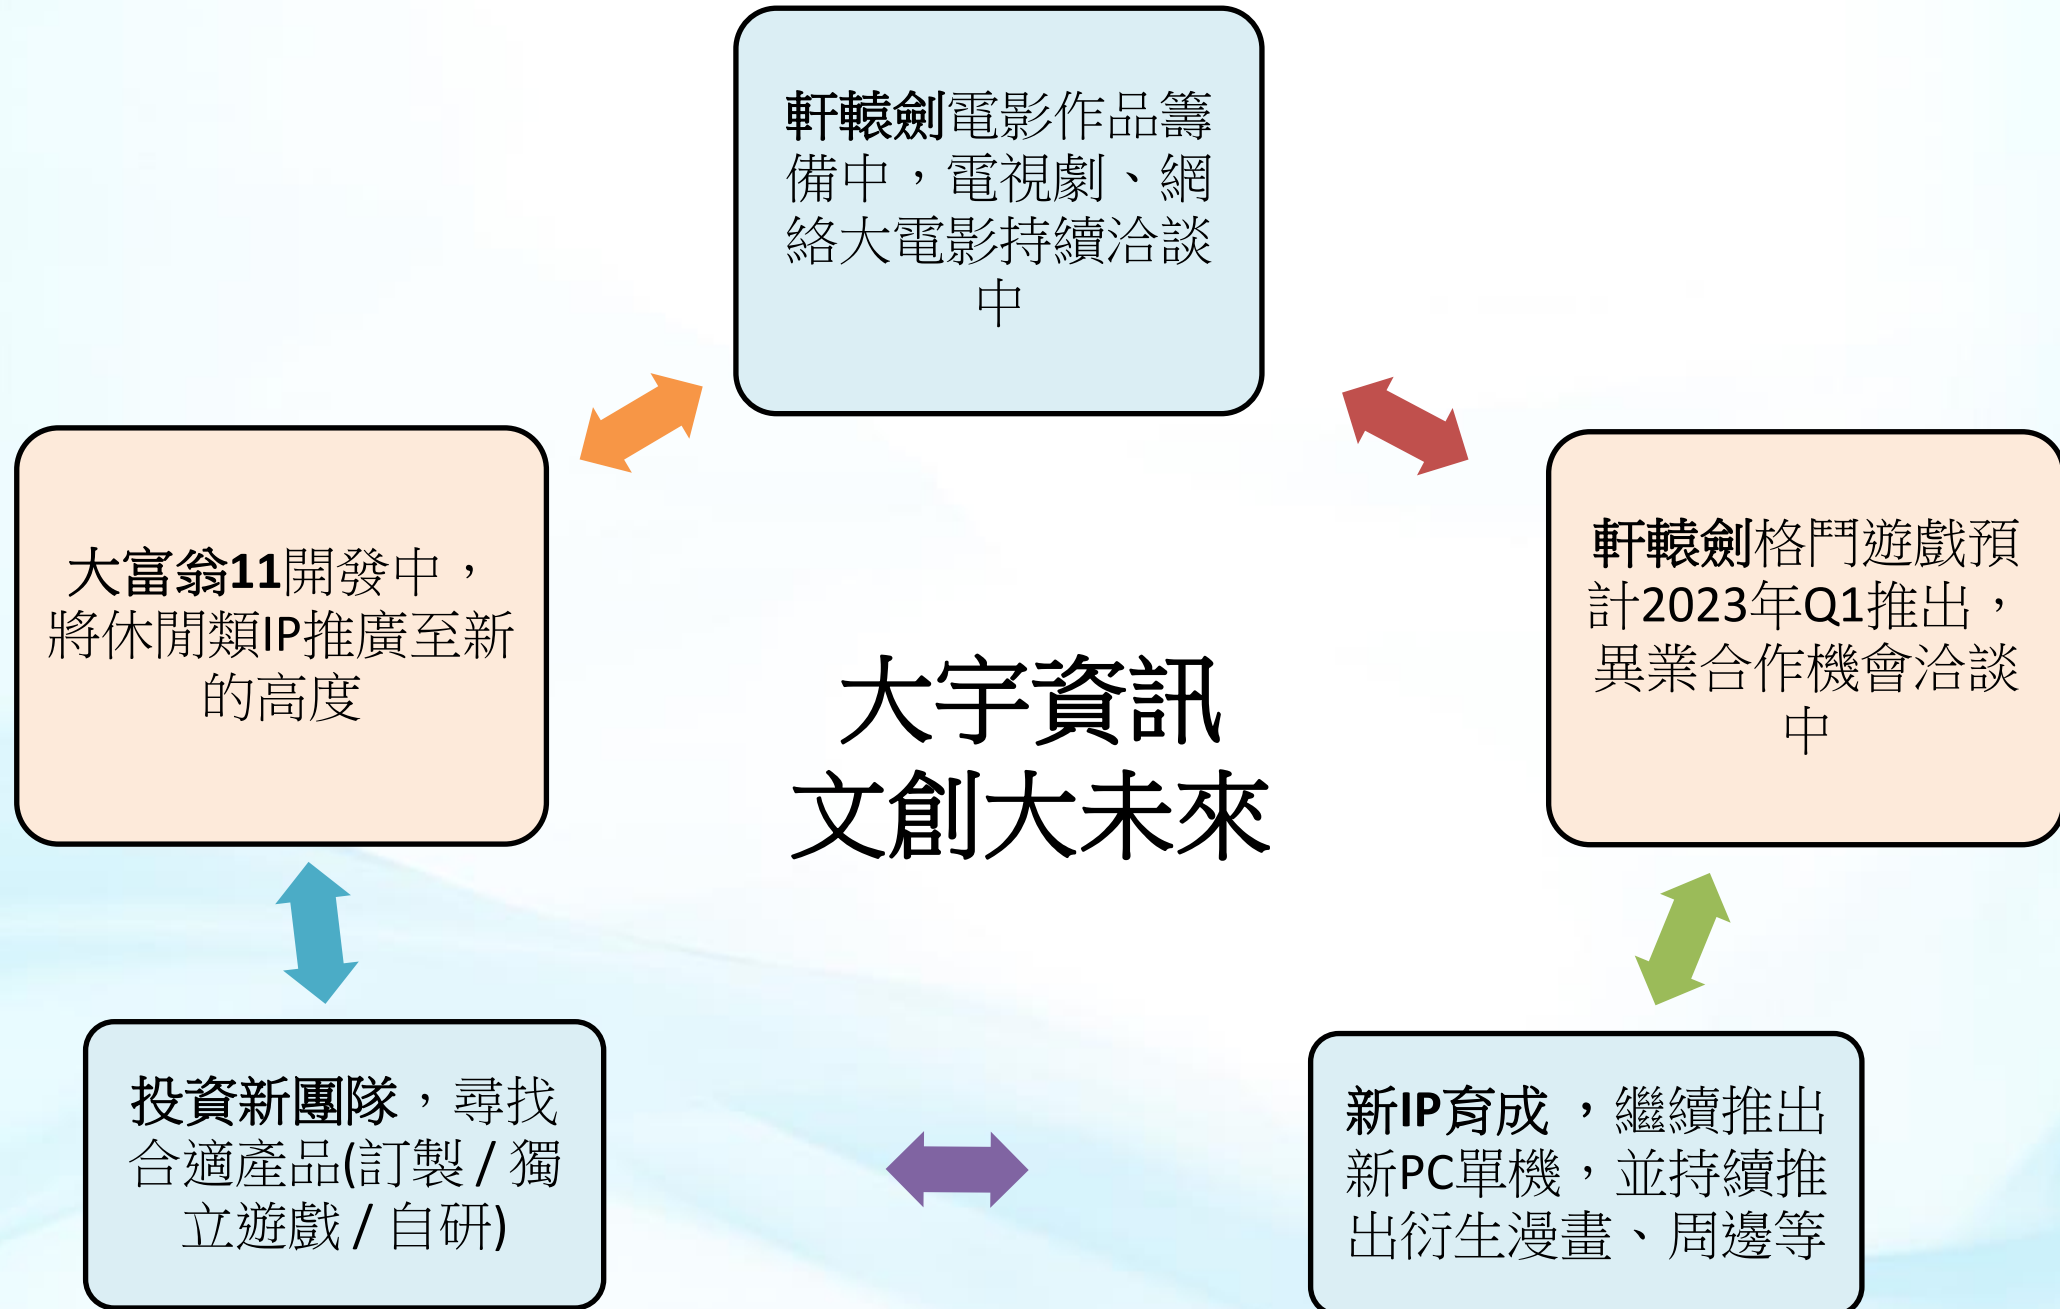 軒轅劍電影作品籌
備中，電視劇、網
絡大電影持續洽談
中
大富翁11開發中，
將休閒類IP推廣至新
的高度
軒轅劍格鬥遊戲預
計2023年Q1推出，
異業合作機會洽談
中
大宇資訊
文創大未來
投資新團隊，尋找
合適產品(訂製 / 獨
立遊戲 / 自研)
新IP育成 ，繼續推出
新PC單機，並持續推
出衍生漫畫、周邊等